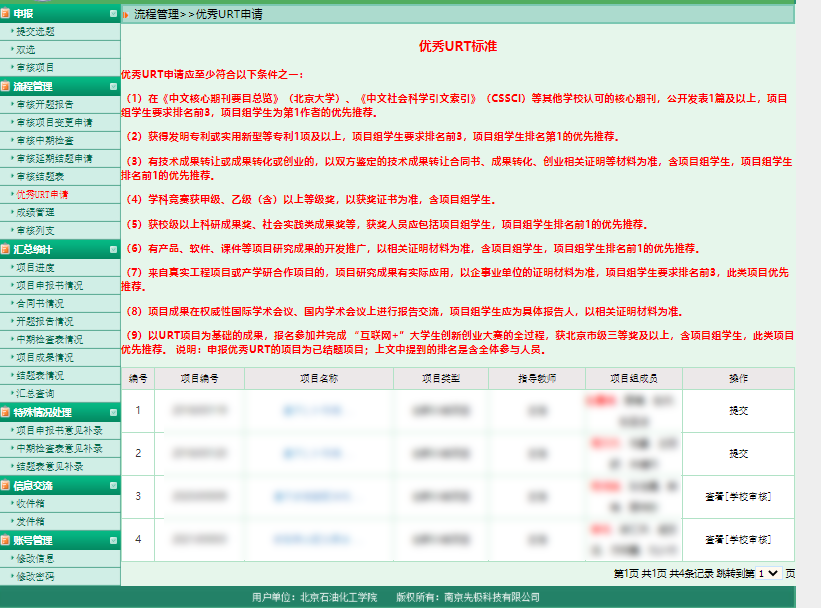 申报
提交选题
双选
审核项目
流程管理
审核开题报告
审核项目变更申请
审核中期检查
审核延期结题申请
审核结题表
优秀URT申请
成绩管理
审核列支
汇总统计
项目进度
项目申报书情况
合同书情况
开题报告情况
中期检查表情况
项目成果情况
结题表情况
汇总查询
特殊情况处理
项目申报书意见补录
中期检查表意见补录
结题表意见补录
信息交流
收件箱
发件箱
账号管理
修改信息
修改密码
流程管理>>优秀URT申请
优秀URT标准
优秀URT申请应至少符合以下条件之一：
（1）在《中文核心期刊要目总览》（北京大学）、《中文社会科学引文索引》（CSSCI）等其他学校认可的核心期刊，公开发表1篇及以上，项目
组学生要求排名前3，项目组学生为第1作者的优先推荐。
（2）获得发明专利或实用新型等专利1项及以上，项目组学生要求排名前3，项目组学生排名第1的优先推荐。
（3）有技术成果转让或成果转化或创业的，以双方鉴定的技术成果转让合同书、成果转化、创业相关证明等材料为准，含项目组学生，项目组学生
排名前1的优先推荐。
（4）学科竞赛获甲级、乙级（含）以上等级奖，以获奖证书为准，含项目组学生。
（5）获校级以上科研成果奖、社会实践类成果奖等，获奖人员应包括项目组学生，项目组学生排名前1的优先推荐。
（6）有产品、软件、课件等项目研究成果的开发推广，以相关证明材料为准，含项目组学生，项目组学生排名前1的优先推荐。
（7）来自真实工程项目或产学研合作项目的，项目研究成果有实际应用，以企事业单位的证明材料为准，项目组学生要求排名前3，此类项目优先
推荐。
（8）项目成果在权威性国际学术会议、国内学术会议上进行报告交流，项目组学生应为具体报告人，以相关证明材料为准。
（9）以URT项目为基础的成果，报名参加并完成 “互联网+”大学生创新创业大赛的全过程，获北京市级三等奖及以上，含项目组学生，此类项目
优先推荐。 说明：申报优秀URT的项目为已结题项目；上文中提到的排名是含全体参与人员。
编号 项目编号 项目名称 项目类型 指导教师 项目组成员 操作
1 提交
2 提交
3 查看[学校审核]
4 查看[学校审核]
第1页 共1页 共4条记录 跳转到第 1 页
用户单位：北京石油化工学院 版权所有：南京先极科技有限公司